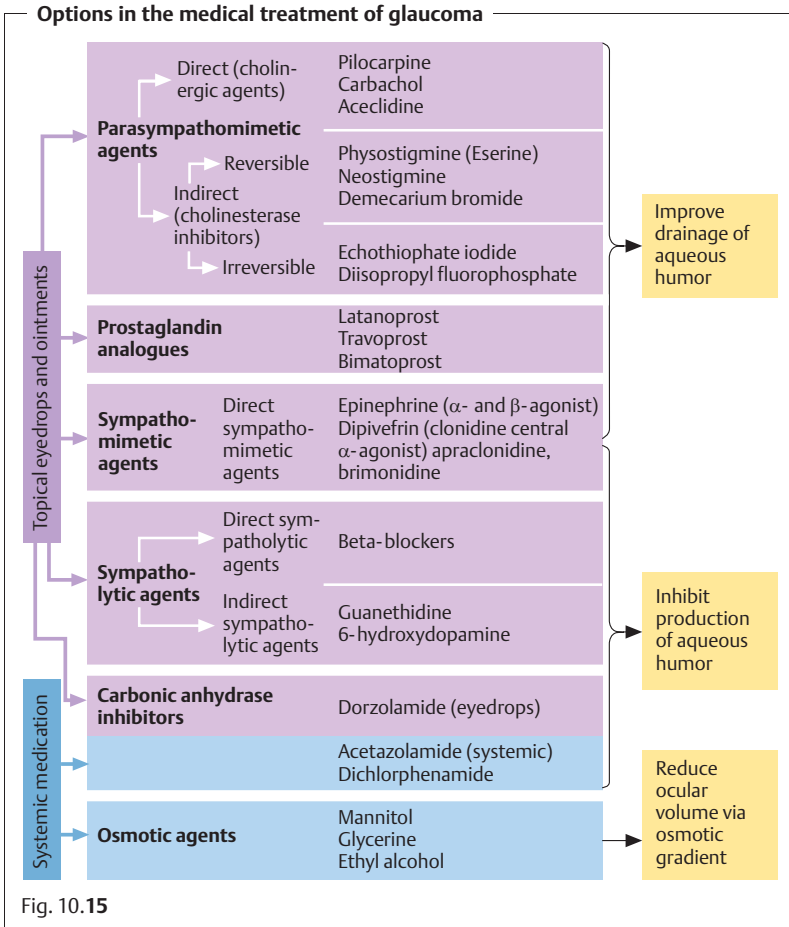 Options in the medical treatment of glaucoma
Topical eyedrops and ointments
Parasympathomimetic
agents
Direct (cholin-
ergic agents)
Pilocarpine
Carbachol
Aceclidine
Indirect
(cholinesterase
inhibitors)
Reversible
Physostigmine (Eserine)
Neostigmine
Demecarium bromide
Irreversible
Echothiophate iodide
Diisopropyl fluorophosphate
Prostaglandin
analogues
Latanoprost
Travoprost
Bimatoprost
Improve
drainage of
aqueous
humor
Sympatho-
mimetic
agents
Direct
sympatho-
mimetic
agents
Epinephrine (α- and β-agonist)
Dipivefrin (clonidine central
α-agonist) apraclonidine,
brimonidine
Sympatho-
lytic agents
Direct sym-
patholytic
agents
Beta-blockers
Indirect
sympatho-
lytic agents
Guanethidine
6-hydroxydopamine
Inhibit
production
of aqueous
humor
Carbonic anhydrase
inhibitors
Dorzolamide (eyedrops)
Systemic medication
Acetazolamide (systemic)
Dichlorphenamide
Osmotic agents
Mannitol
Glycerine
Ethyl alcohol
Reduce
ocular
volume via
osmotic
gradient
Fig. 10.15